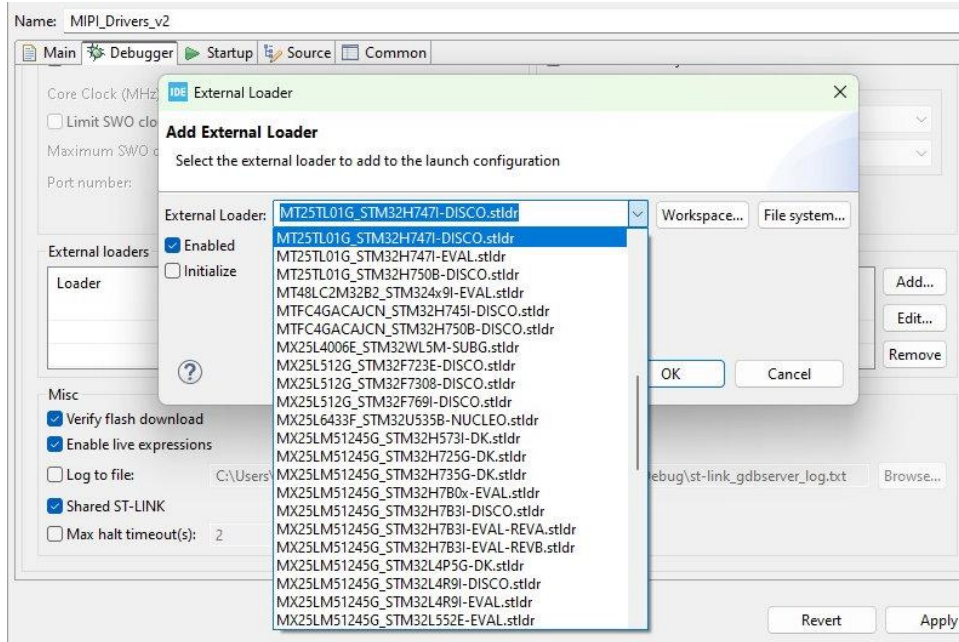 Name: MIPI_Drivers_v2
Main Debugger Startup Source Common
Core Clock (MHz
IDE External Loader
Limit SWO clo
Add External Loader
Maximum SWO
Select the external loader to add to the launch configuration
Port number:
External Loader: MT25TL01G_STM32H747I-DISCO.stldr Workspace... File system...
Enabled
Initialize
MT25TL01G_STM32H747I-DISCO.stldr
MT25TL01G_STM32H747I-EVAL.stldr
MT25TL01G_STM32H750B-DISCO.stldr
MT48LC2M32B2_STM324x9I-EVAL.stldr
MTFC4GACAJCN_STM32H745I-DISCO.stldr
MTFC4GACAJCN_STM32H750B-DISCO.stldr
MX25L4006E_STM32WL5M-SUBG.stldr
MX25L512G_STM32F723E-DISCO.stldr
MX25L512G_STM32F7308-DISCO.stldr
MX25L512G_STM32F769I-DISCO.stldr
MX25L6433F_STM32U535B-NUCLEO.stldr
MX25LM51245G_STM32H573I-DK.stldr
MX25LM51245G_STM32H725G-DK.stldr
MX25LM51245G_STM32H735G-DK.stldr
MX25LM51245G_STM32H7B0x-EVAL.stldr
MX25LM51245G_STM32H7B3I-DISCO.stldr
MX25LM51245G_STM32H7B3I-EVAL-REVA.stldr
MX25LM51245G_STM32H7B3I-EVAL-REVB.stldr
MX25LM51245G_STM32L4P5G-DK.stldr
MX25LM51245G_STM32L4R9I-DISCO.stldr
MX25LM51245G_STM32L4R9I-EVAL.stldr
MX25LM51245G_STM32L552E-EVAL.stldr
OK Cancel
External loaders
Loader
Add...
Edit...
Remove
Misc
Verify flash download
Enable live expressions
Log to file: C:\Users\ ebug\st-link_gdbserver_log.txt Browse...
Shared ST-LINK
Max halt timeout(s): 2
Revert Apply